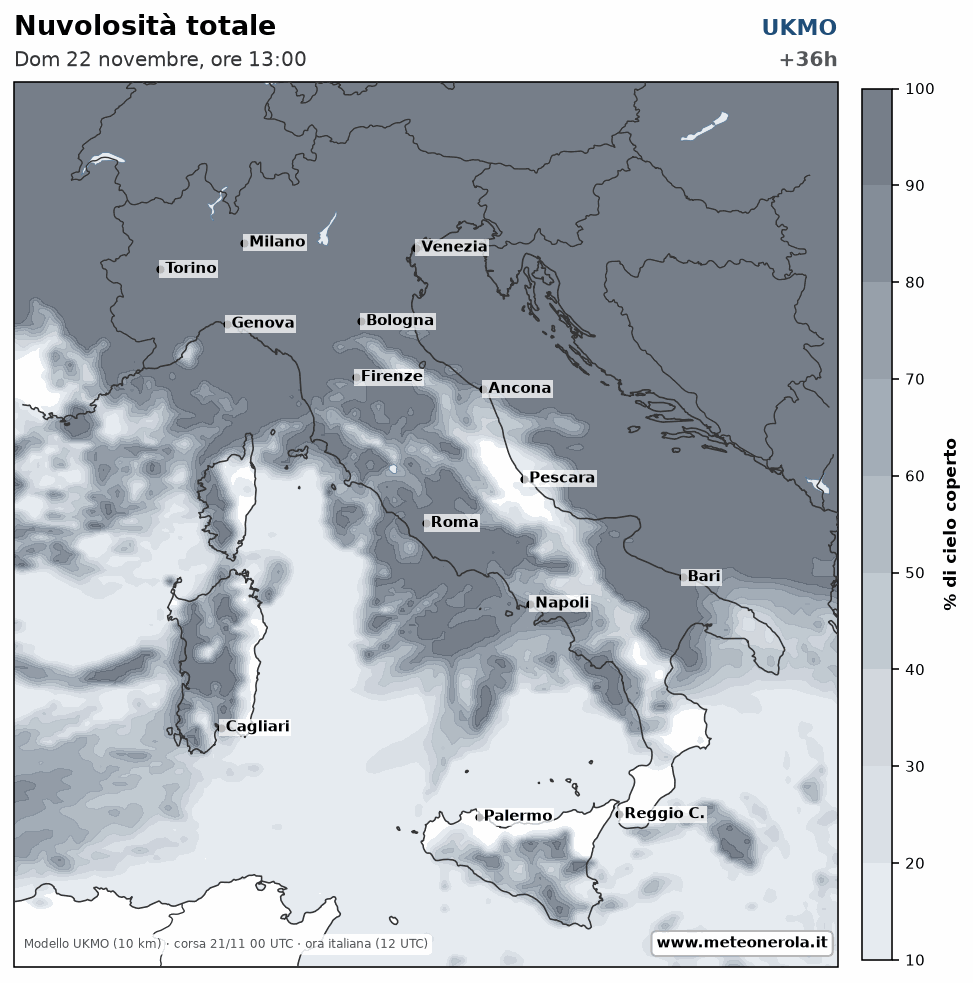 Nuvolosità totale
UKMO
Dom 22 novembre, ore 13:00
+36h
100
90
80
70
60
50
40
30
20
10
% di cielo coperto
Milano
Venezia
Torino
Genova
Bologna
Firenze
Ancona
Pescara
Roma
Bari
Napoli
Cagliari
Palermo
Reggio C.
Modello UKMO (10 km) · corsa 21/11 00 UTC · ora italiana (12 UTC)
www.meteonerola.it